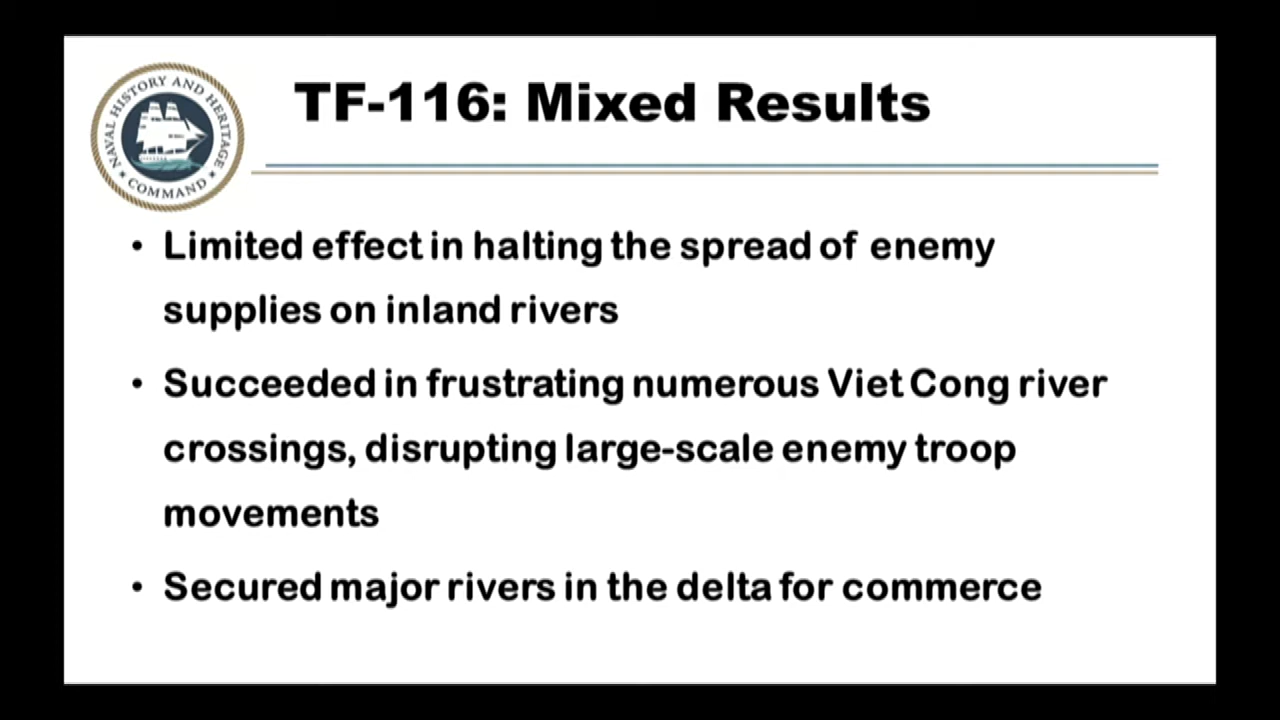 NAVAL HISTORY AND HERITAGE
COMMAND
TF-116: Mixed Results
• Limited effect in halting the spread of enemy
supplies on inland rivers
• Succeeded in frustrating numerous Viet Cong river
crossings, disrupting large-scale enemy troop
movements
• Secured major rivers in the delta for commerce